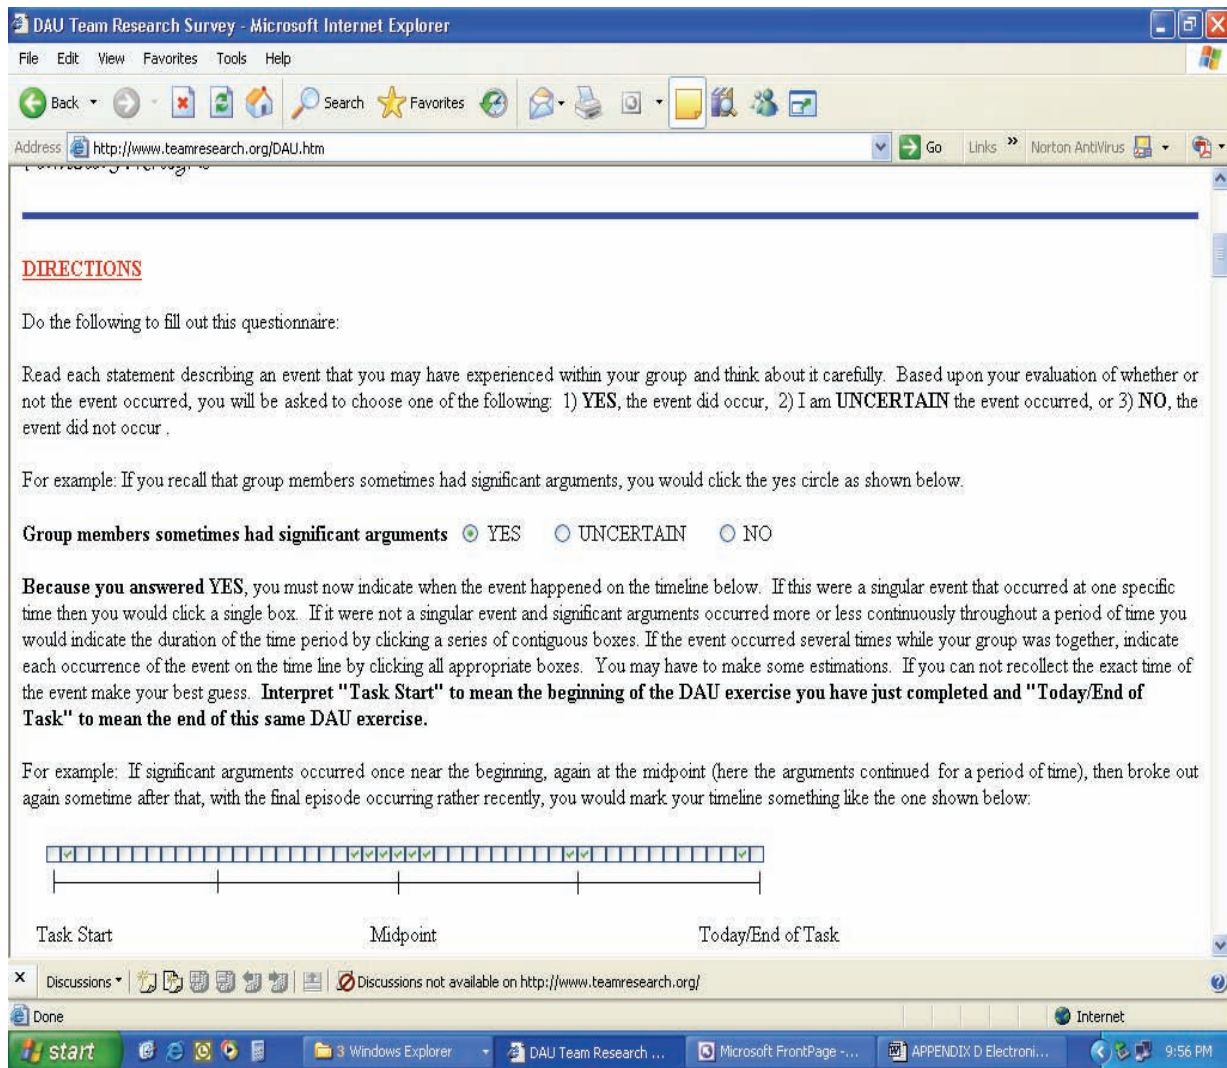 DAU Team Research Survey - Microsoft Internet Explorer
File Edit View Favorites Tools Help
Back Search Favorites
Address http://www.teamresearch.org/DAU.htm Go Links » Norton AntiVirus
DIRECTIONS
Do the following to fill out this questionnaire:
Read each statement describing an event that you may have experienced within your group and think about it carefully. Based upon your evaluation of whether or
not the event occurred, you will be asked to choose one of the following: 1) YES, the event did occur, 2) I am UNCERTAIN the event occurred, or 3) NO, the
event did not occur .
For example: If you recall that group members sometimes had significant arguments, you would click the yes circle as shown below.
Group members sometimes had significant arguments YES UNCERTAIN NO
Because you answered YES, you must now indicate when the event happened on the timeline below. If this were a singular event that occurred at one specific
time then you would click a single box. If it were not a singular event and significant arguments occurred more or less continuously throughout a period of time you
would indicate the duration of the time period by clicking a series of contiguous boxes. If the event occurred several times while your group was together, indicate
each occurrence of the event on the time line by clicking all appropriate boxes. You may have to make some estimations. If you can not recollect the exact time of
the event make your best guess. Interpret "Task Start" to mean the beginning of the DAU exercise you have just completed and "Today/End of
Task" to mean the end of this same DAU exercise.
For example: If significant arguments occurred once near the beginning, again at the midpoint (here the arguments continued for a period of time), then broke out
again sometime after that, with the final episode occurring rather recently, you would mark your timeline something like the one shown below:
Task Start Midpoint Today/End of Task
x Discussions Discussions not available on http://www.teamresearch.org/
Done Internet
start 3 Windows Explorer DAU Team Research ... Microsoft FrontPage -... APPENDIX D Electroni... 9:56 PM